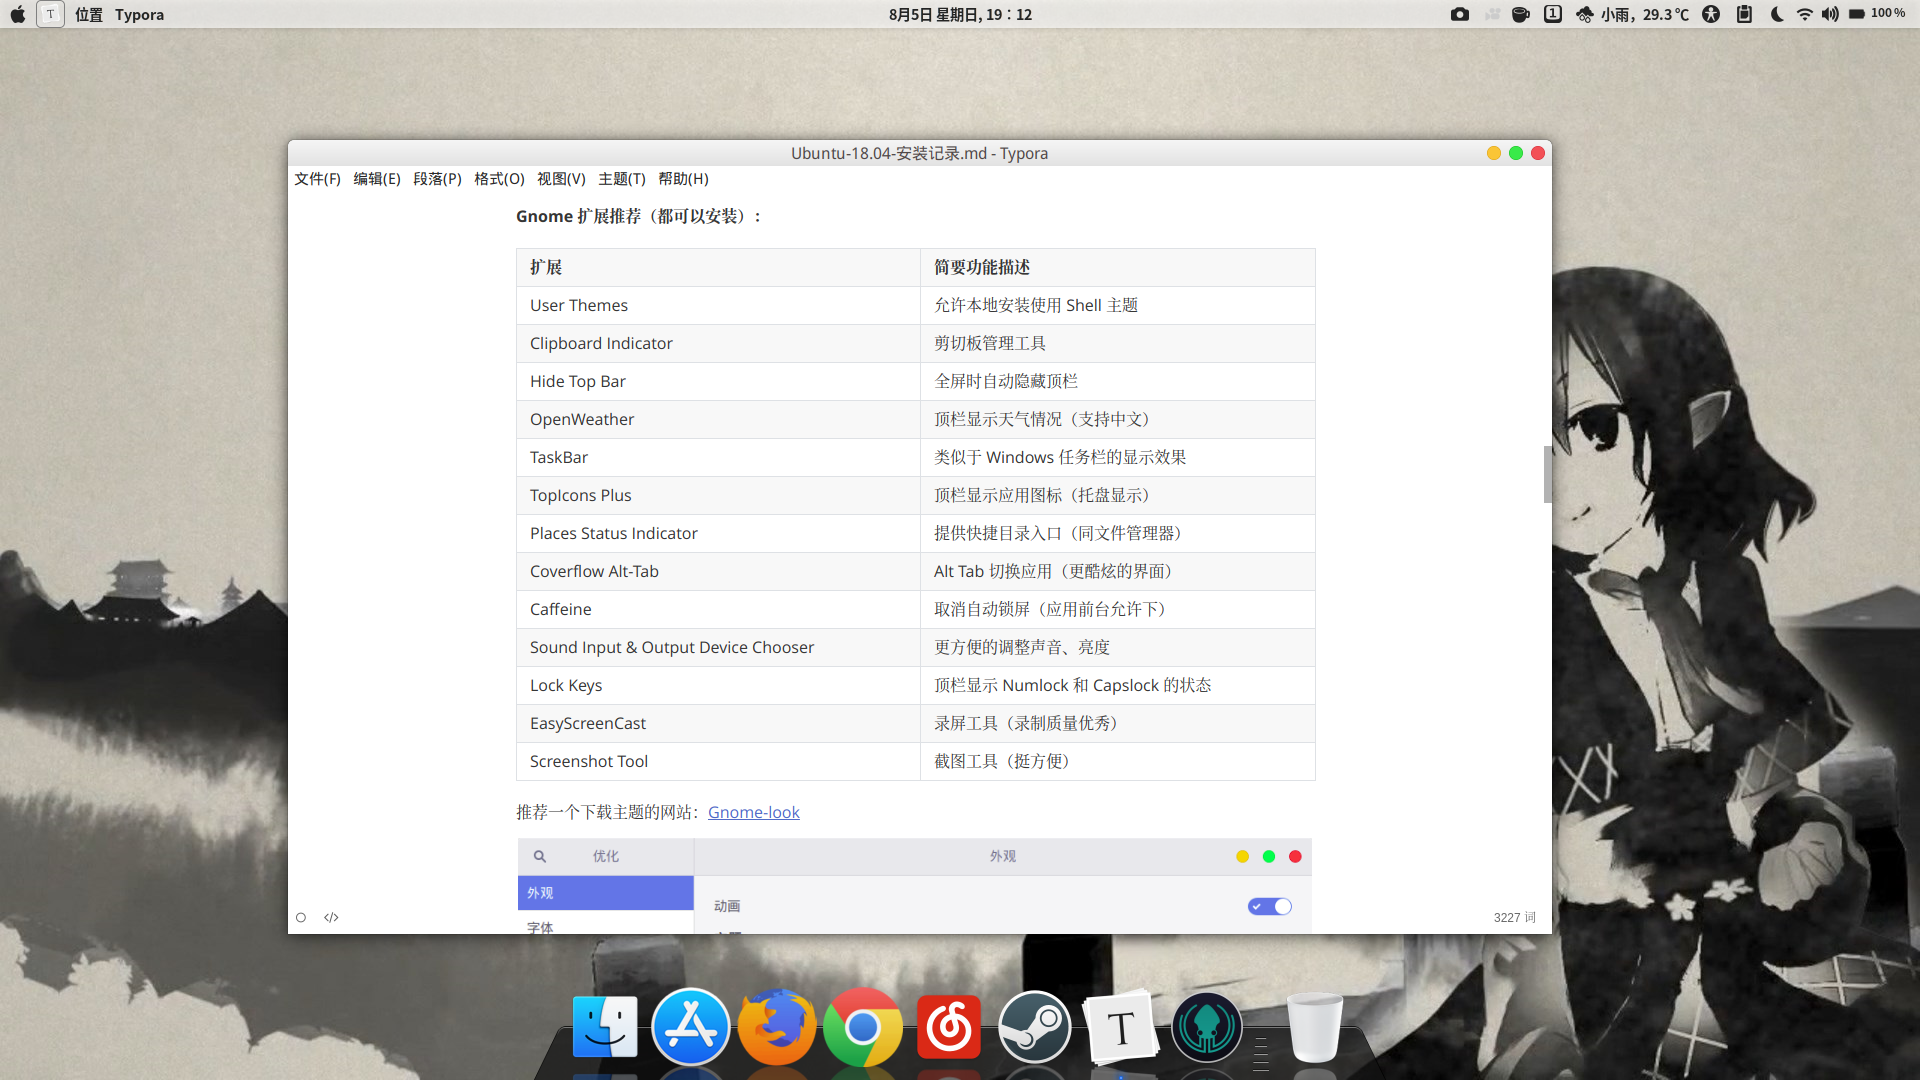 位置 Typora 8月5日 星期日, 19：12 1 小雨，29.3 ℃ 100 %
Ubuntu-18.04-安装记录.md - Typora
文件(F) 编辑(E) 段落(P) 格式(O) 视图(V) 主题(T) 帮助(H)
Gnome 扩展推荐（都可以安装）:
扩展 简要功能描述
User Themes 允许本地安装使用 Shell 主题
Clipboard Indicator 剪切板管理工具
Hide Top Bar 全屏时自动隐藏顶栏
OpenWeather 顶栏显示天气情况（支持中文）
TaskBar 类似于 Windows 任务栏的显示效果
TopIcons Plus 顶栏显示应用图标（托盘显示）
Places Status Indicator 提供快捷目录入口（同文件管理器）
Coverflow Alt-Tab Alt Tab 切换应用（更酷炫的界面）
Caffeine 取消自动锁屏（应用前台允许下）
Sound Input & Output Device Chooser 更方便的调整声音、亮度
Lock Keys 顶栏显示 Numlock 和 Capslock 的状态
EasyScreenCast 录屏工具（录制质量优秀）
Screenshot Tool 截图工具（挺方便）
推荐一个下载主题的网站：Gnome-look
优化 外观
外观
动画
字体
</> 3227 词
T